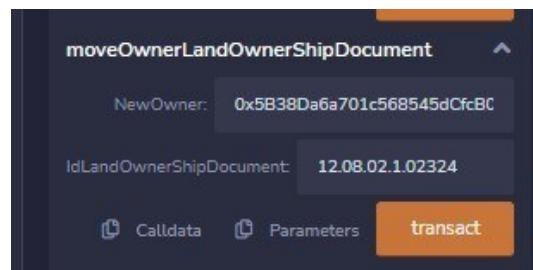 moveOwnerLandOwnerShipDocument
NewOwner: 0x5B38Da6a701c568545dCfcB0
IdLandOwnerShipDocument: 12.08.02.1.02324
Calldata Parameters transact